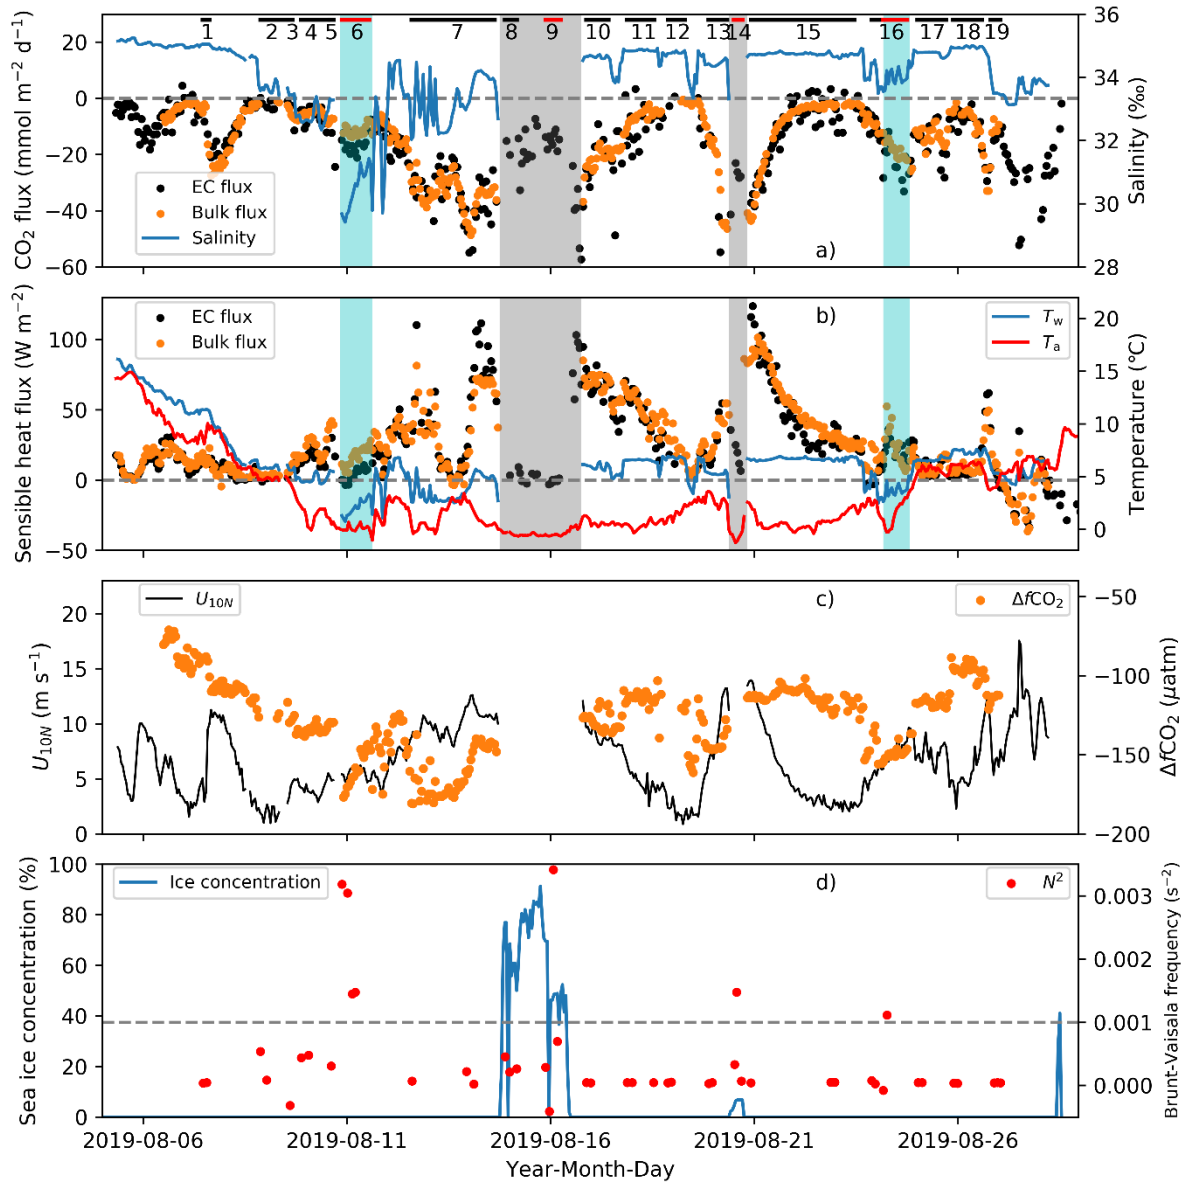 1 2 3 4 5 6 7 8 9 10 11 12 13 14 15 16 17 18 19
CO₂ flux (mmol m⁻² d⁻¹)
20
0
−20
−40
−60
EC flux
Bulk flux
Salinity
a)
36
34
32
30
28
Salinity (‰)
Sensible heat flux (W m⁻²)
100
50
0
−50
EC flux
Bulk flux
b)
T_w
T_a
20
15
10
5
0
Temperature (°C)
U_10N (m s⁻¹)
20
15
10
5
0
U_10N
c)
ΔfCO₂
−50
−100
−150
−200
ΔfCO₂ (μatm)
Sea ice concentration (%)
100
80
60
40
20
0
Ice concentration
d)
N²
0.003
0.002
0.001
0.000
Brunt-Vaisala frequency (s⁻²)
2019-08-06 2019-08-11 2019-08-16 2019-08-21 2019-08-26
Year-Month-Day